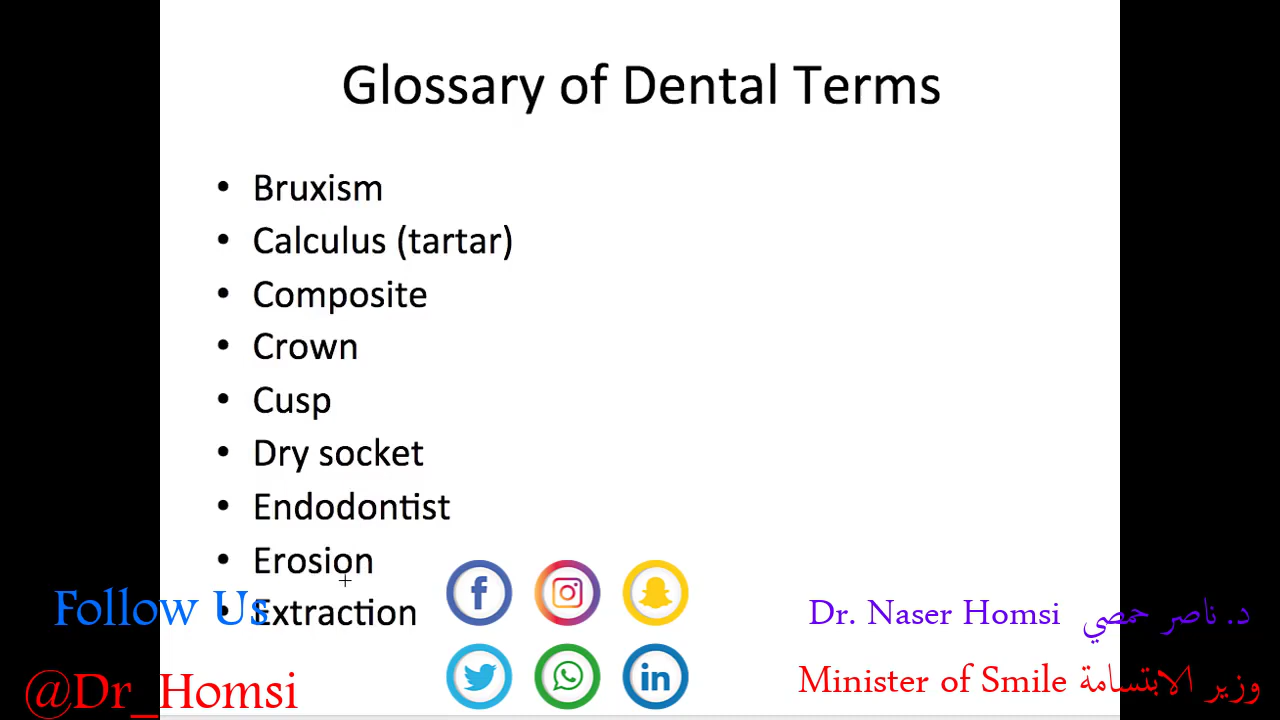 Glossary of Dental Terms
• Bruxism
• Calculus (tartar)
• Composite
• Crown
• Cusp
• Dry socket
• Endodontist
• Erosion
• Extraction
Follow Us
@Dr_Homsi
Dr. Naser Homsi د. ناصر حمصي
Minister of Smile وزير الابتسامة